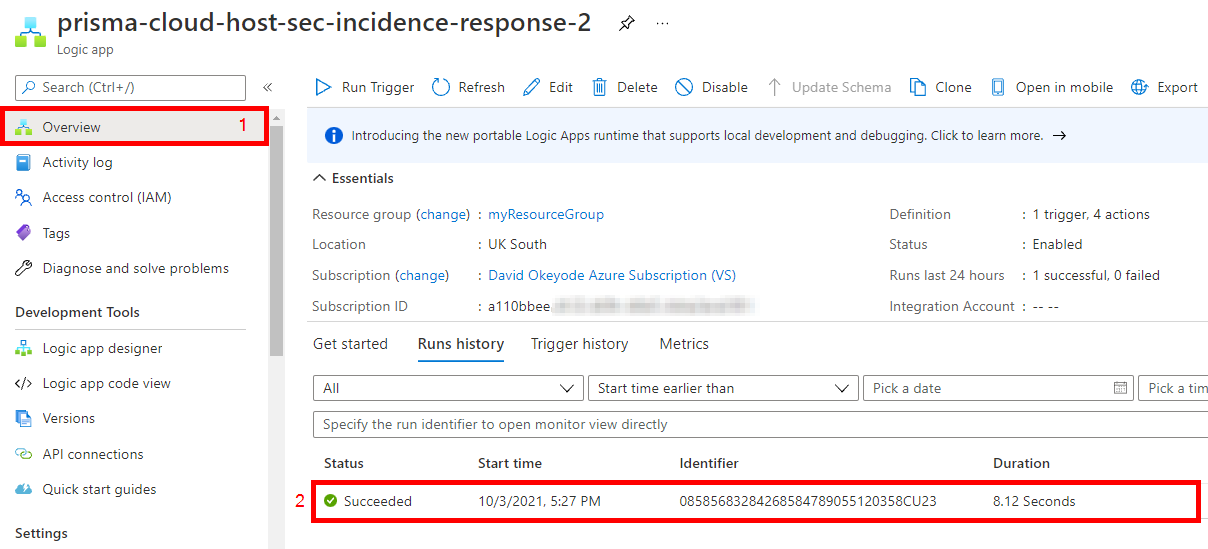 prisma-cloud-host-sec-incidence-response-2 ...
Logic app
Search (Ctrl+/) «
Overview 1
Activity log
Access control (IAM)
Tags
Diagnose and solve problems
Development Tools
Logic app designer
</> Logic app code view
Versions
API connections
Quick start guides
Settings
Run Trigger Refresh Edit Delete Disable Update Schema Clone Open in mobile Export
Introducing the new portable Logic Apps runtime that supports local development and debugging. Click to learn more. →
Essentials
Resource group (change) : myResourceGroup Definition : 1 trigger, 4 actions
Location : UK South Status : Enabled
Subscription (change) : David Okeyode Azure Subscription (VS) Runs last 24 hours : 1 successful, 0 failed
Subscription ID : a110bbee Integration Account : -- --
Get started Runs history Trigger history Metrics
All Start time earlier than Pick a date Pick a tim
Specify the run identifier to open monitor view directly
Status Start time Identifier Duration
2 Succeeded 10/3/2021, 5:27 PM 08585683284268584789055120358CU23 8.12 Seconds